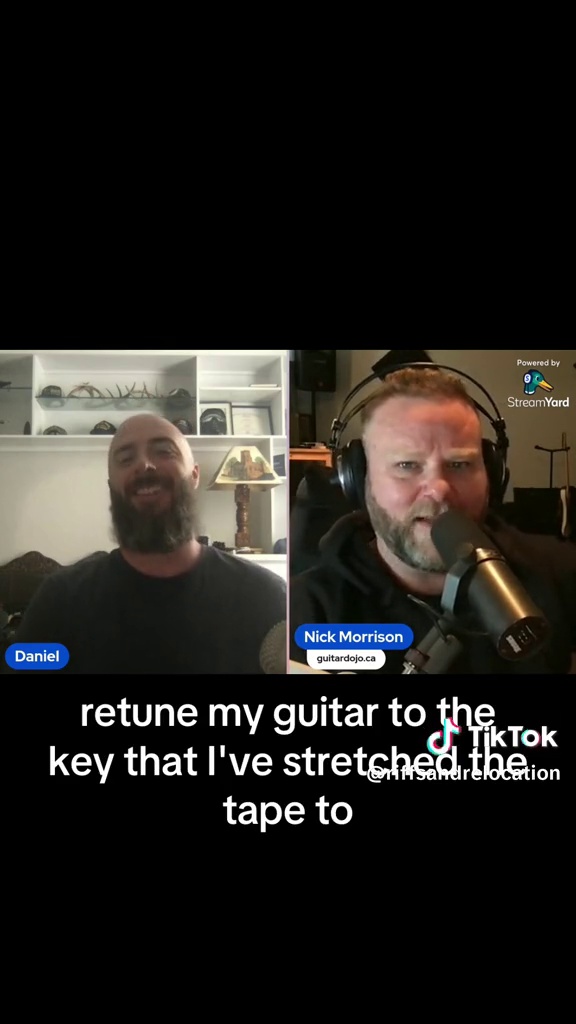 Powered by
StreamYard
Daniel
Nick Morrison
guitardojo.ca
retune my guitar to the
key that I've stretched the
tape to
TikTok
@riffsandrelocation